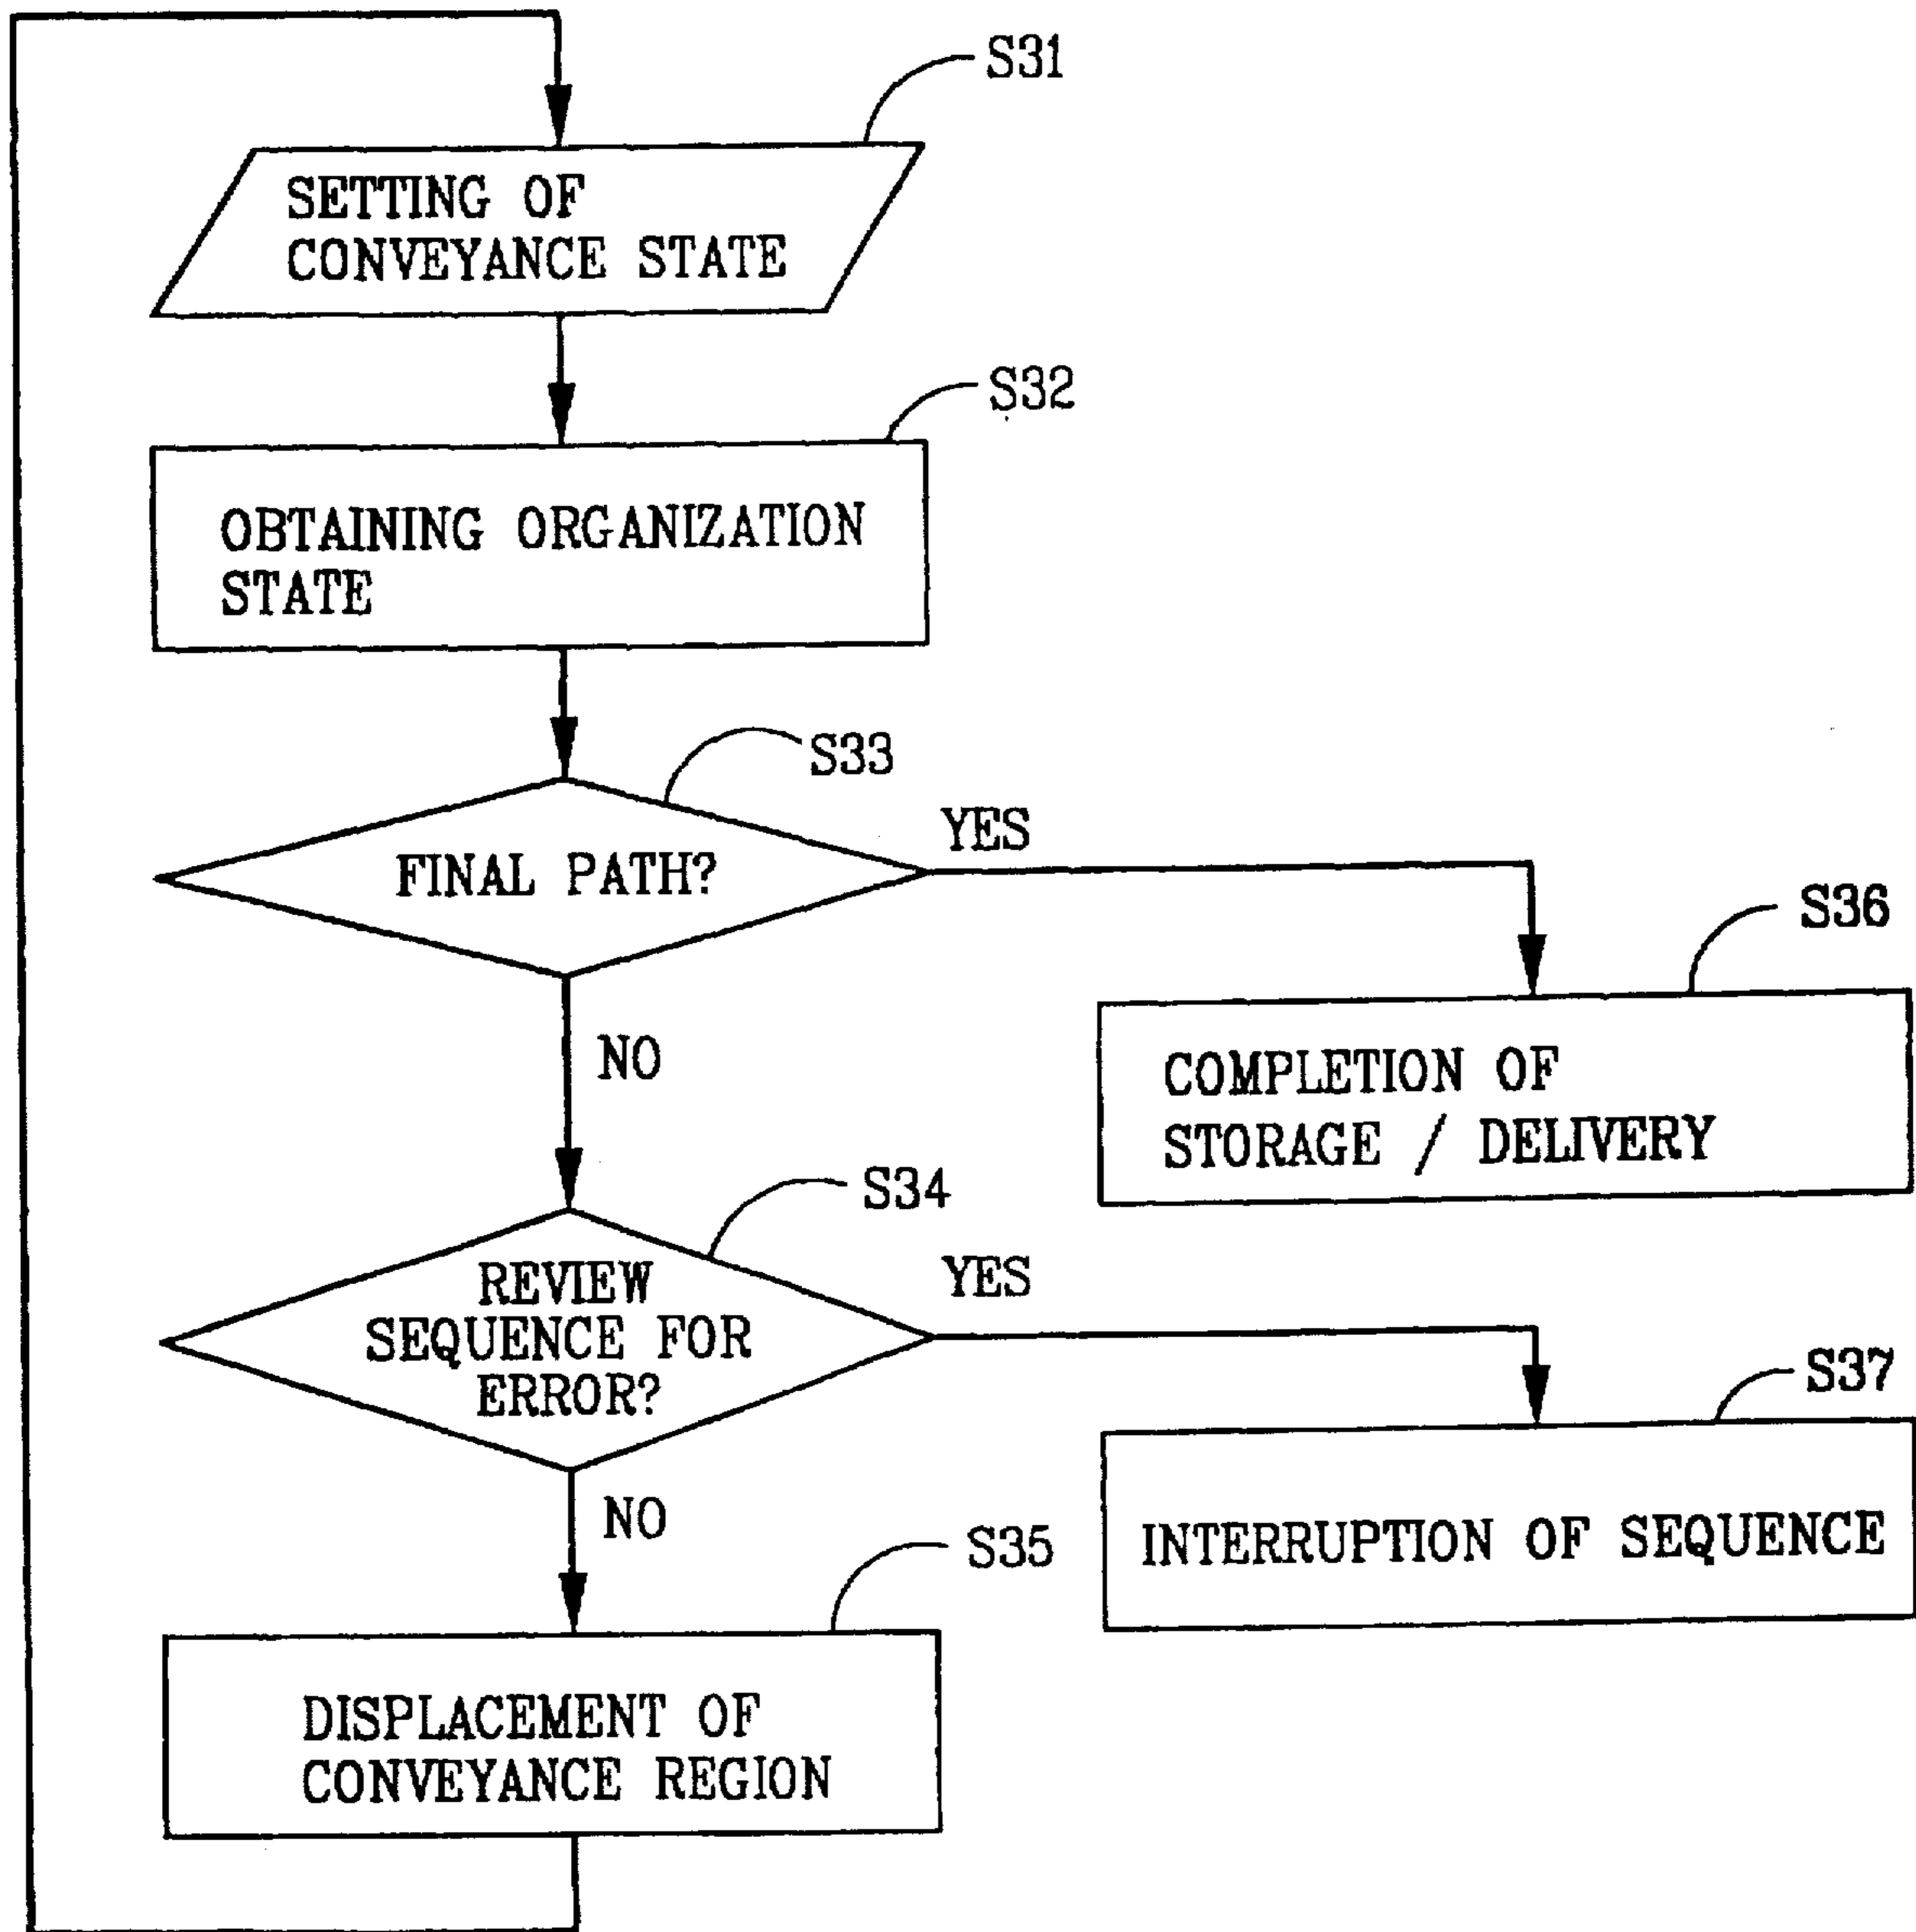 S31
SETTING OF
CONVEYANCE STATE
S32
OBTAINING ORGANIZATION
STATE
S33
FINAL PATH?
YES
S36
COMPLETION OF
STORAGE / DELIVERY
NO
S34
REVIEW
SEQUENCE FOR
ERROR?
YES
S37
INTERRUPTION OF SEQUENCE
NO
S35
DISPLACEMENT OF
CONVEYANCE REGION